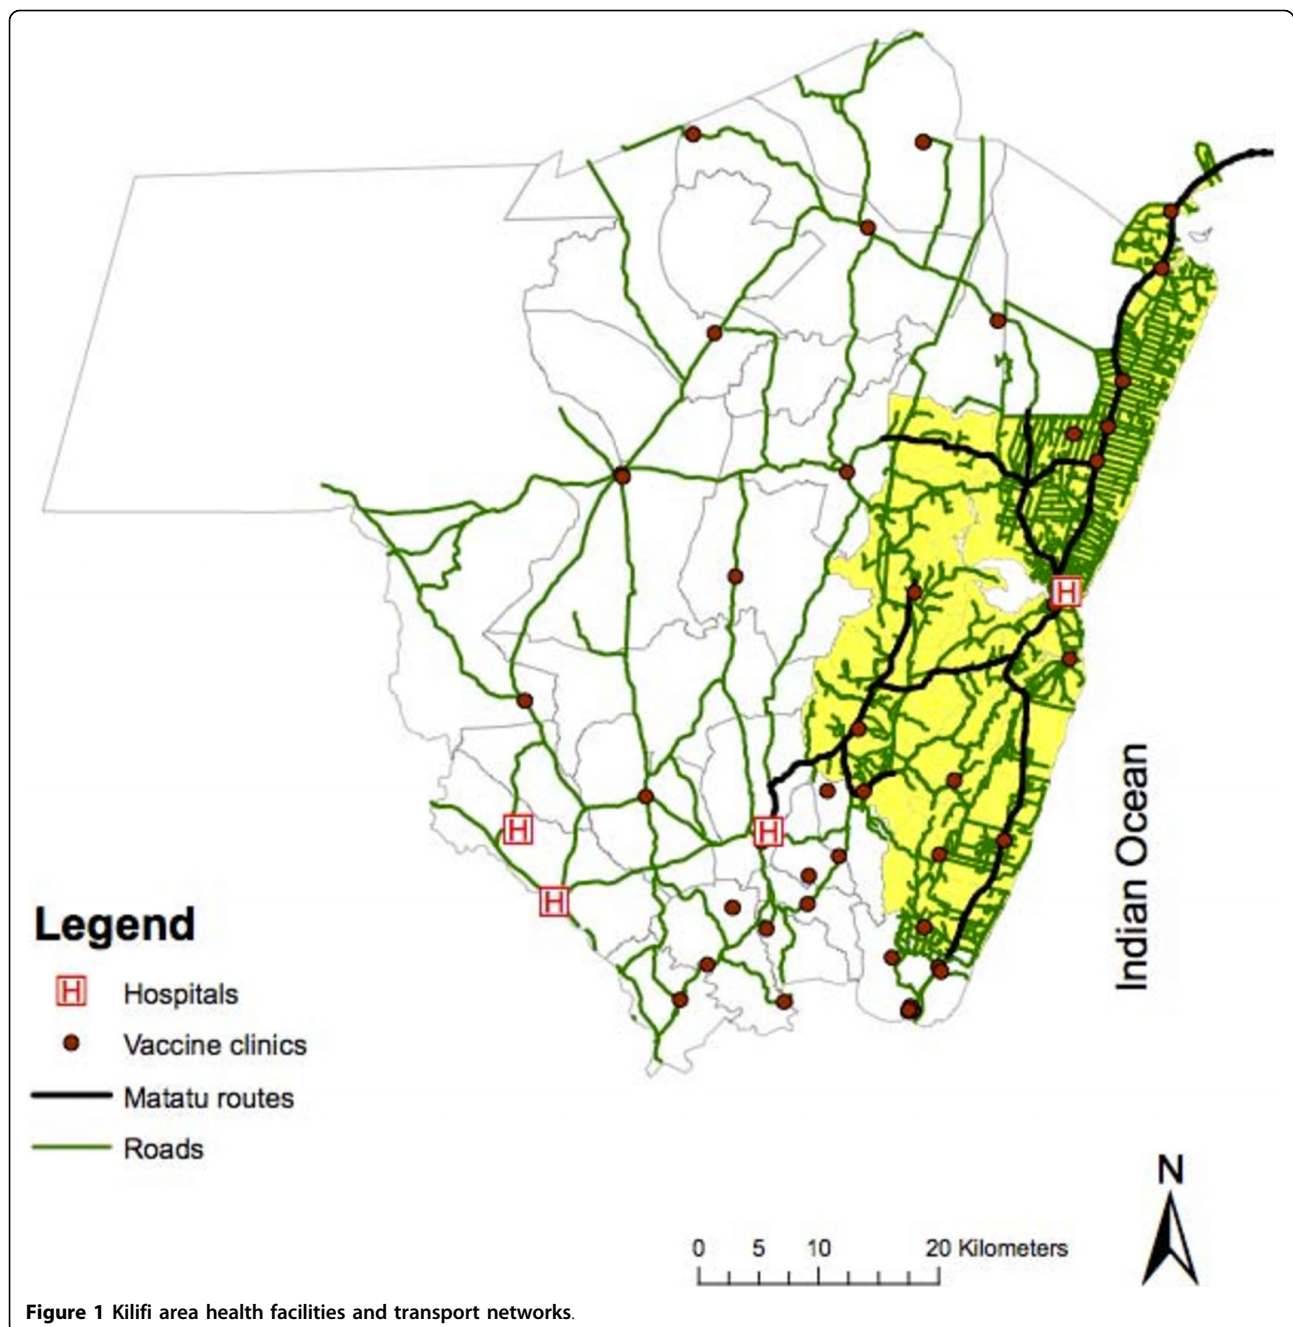 H
Indian Ocean
H
H
H
Legend
H Hospitals
Vaccine clinics
Matatu routes
Roads
N
0 5 10 20 Kilometers
Figure 1 Kilifi area health facilities and transport networks.